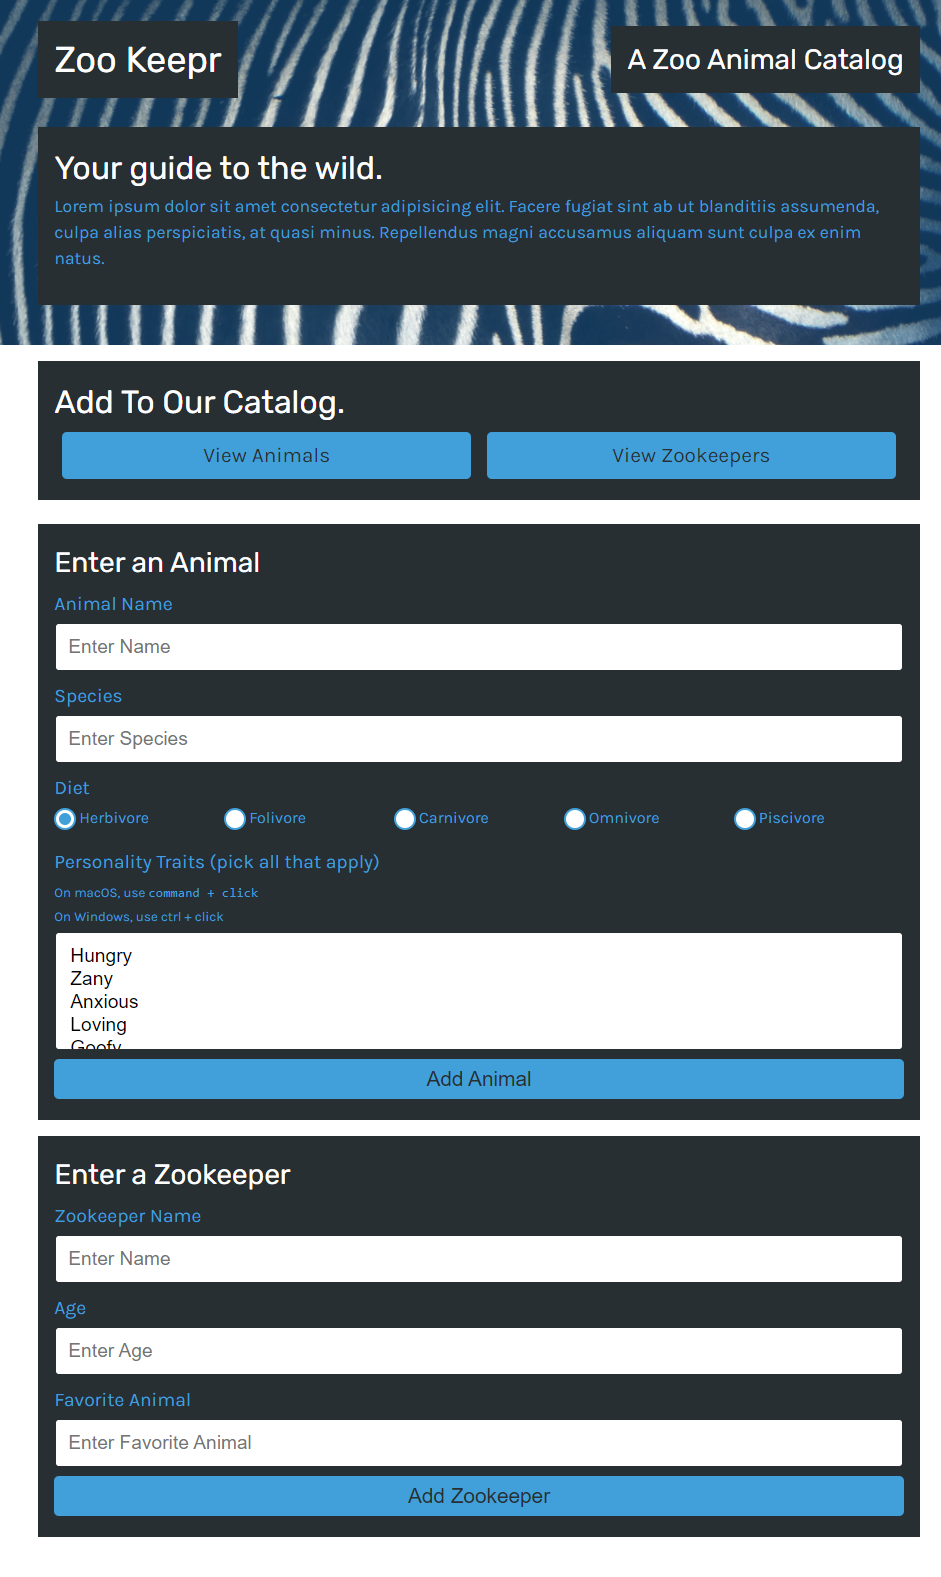 Zoo Keepr
A Zoo Animal Catalog
Your guide to the wild.
Lorem ipsum dolor sit amet consectetur adipisicing elit. Facere fugiat sint ab ut blanditiis assumenda,
culpa alias perspiciatis, at quasi minus. Repellendus magni accusamus aliquam sunt culpa ex enim
natus.
Add To Our Catalog.
View Animals
View Zookeepers
Enter an Animal
Animal Name
Enter Name
Species
Enter Species
Diet
Herbivore
Folivore
Carnivore
Omnivore
Piscivore
Personality Traits (pick all that apply)
On macOS, use command + click
On Windows, use ctrl + click
Hungry
Zany
Anxious
Loving
Goofy
Add Animal
Enter a Zookeeper
Zookeeper Name
Enter Name
Age
Enter Age
Favorite Animal
Enter Favorite Animal
Add Zookeeper